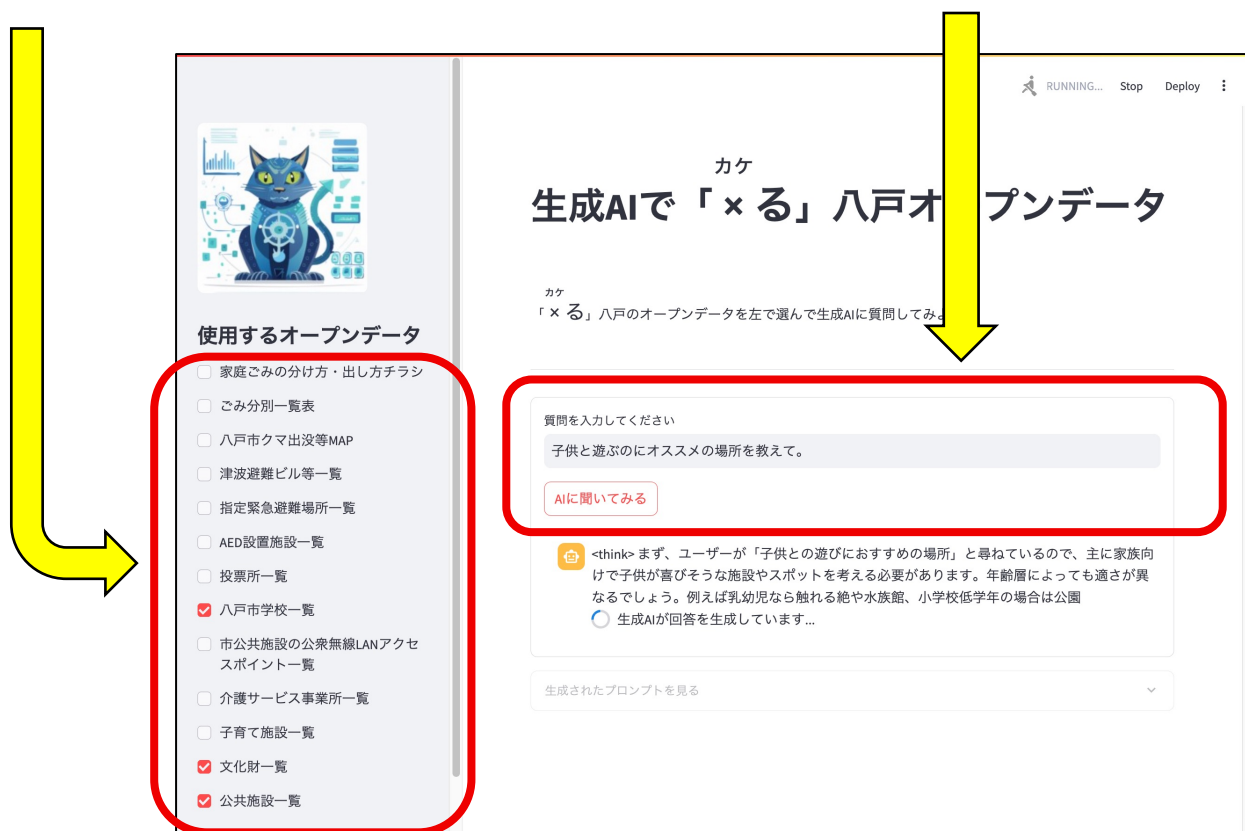 RUNNING... Stop Deploy
カケ
生成AIで「 × る」八戸オ プンデータ
カケ
「 × る」八戸のオープンデータを左で選んで生成AIに質問してみよ
使用するオープンデータ
家庭ごみの分け方・出し方チラシ
ごみ分別一覧表
八戸市クマ出没等MAP
津波避難ビル等一覧
指定緊急避難場所一覧
AED設置施設一覧
投票所一覧
八戸市学校一覧
市公共施設の公衆無線LANアクセ
スポイント一覧
介護サービス事業所一覧
子育て施設一覧
文化財一覧
公共施設一覧
質問を入力してください
子供と遊ぶのにオススメの場所を教えて。
AIに聞いてみる
<think> まず、ユーザーが「子供との遊びにおすすめの場所」と尋ねているので、主に家族向
けで子供が喜びそうな施設やスポットを考える必要があります。年齢層によっても適さが異
なるでしょう。例えば乳幼児なら触れる絶や水族館、小学校低学年の場合は公園
生成AIが回答を生成しています...
生成されたプロンプトを見る